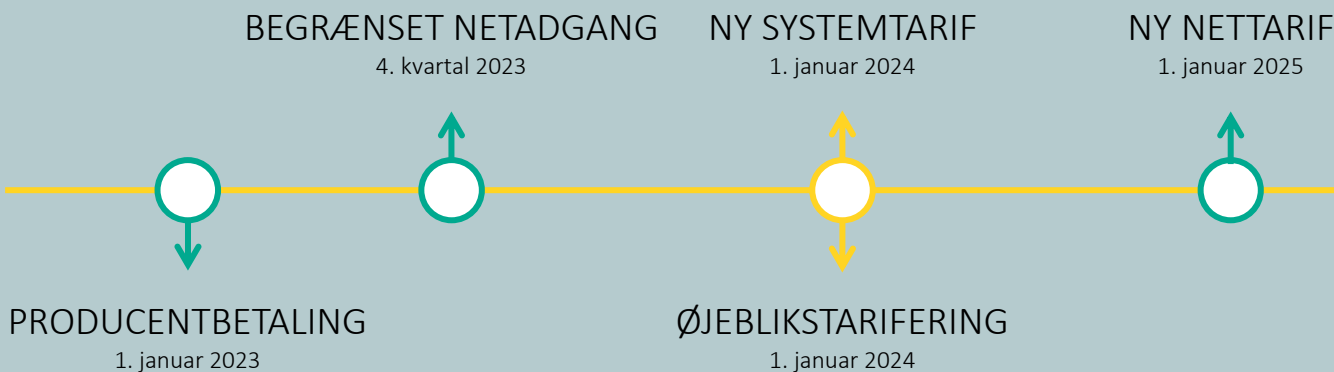 BEGRÆNSET NETADGANG
4. kvartal 2023
NY SYSTEMTARIF
1. januar 2024
NY NETTARIF
1. januar 2025
PRODUCENTBETALING
1. januar 2023
ØJEBLIKSTARIFERING
1. januar 2024